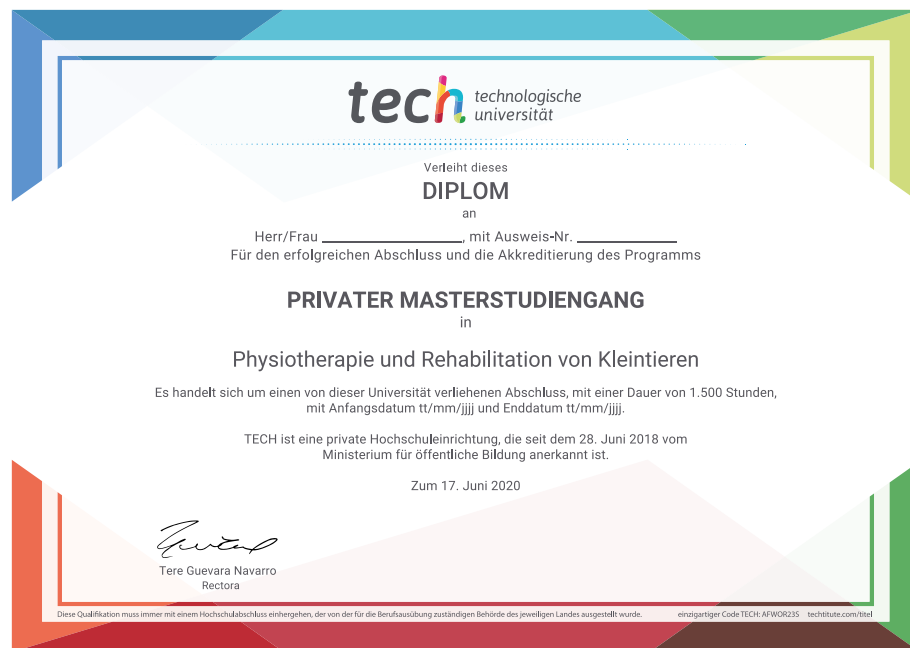 tech technologische
universität
Verleiht dieses
DIPLOM
an
Herr/Frau ____________________, mit Ausweis-Nr. ______________
Für den erfolgreichen Abschluss und die Akkreditierung des Programms
PRIVATER MASTERSTUDIENGANG
in
Physiotherapie und Rehabilitation von Kleintieren
Es handelt sich um einen von dieser Universität verliehenen Abschluss, mit einer Dauer von 1.500 Stunden,
mit Anfangsdatum tt/mm/jjjj und Enddatum tt/mm/jjjj.
TECH ist eine private Hochschuleinrichtung, die seit dem 28. Juni 2018 vom
Ministerium für öffentliche Bildung anerkannt ist.
Zum 17. Juni 2020
Tere Guevara Navarro
Rectora
Diese Qualifikation muss immer mit einem Hochschulabschluss einhergehen, der von der für die Berufsausübung zuständigen Behörde des jeweiligen Landes ausgestellt wurde. einzigartiger Code TECH: AFWOR23S techtitute.com/titel